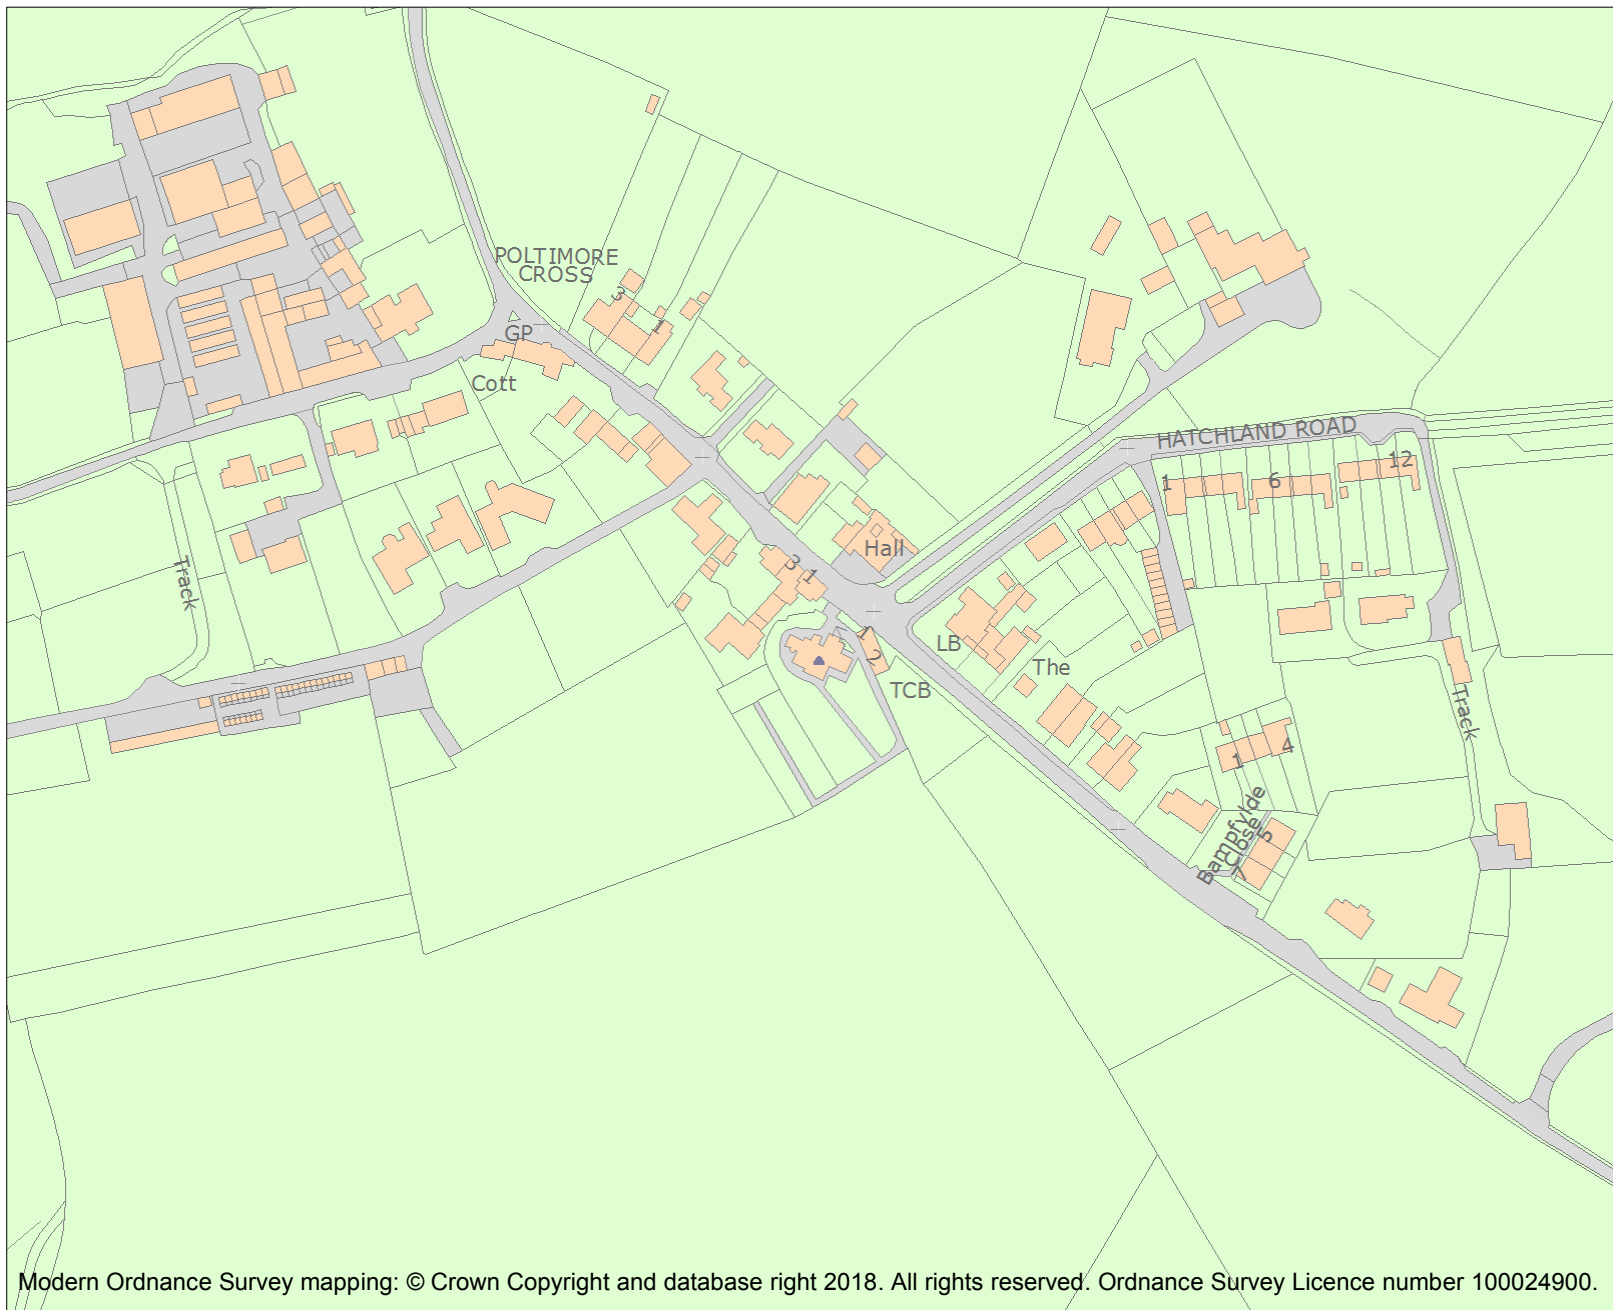 POLTIMORE
CROSS
3
1
GP
Cott
HATCHLAND ROAD
1
6
12
Hall
3
1
Track
1
2
LB
The
TCB
Track
1
4
Bampfylde
Close
5
7
Modern Ordnance Survey mapping: © Crown Copyright and database right 2018. All rights reserved. Ordnance Survey Licence number 100024900.